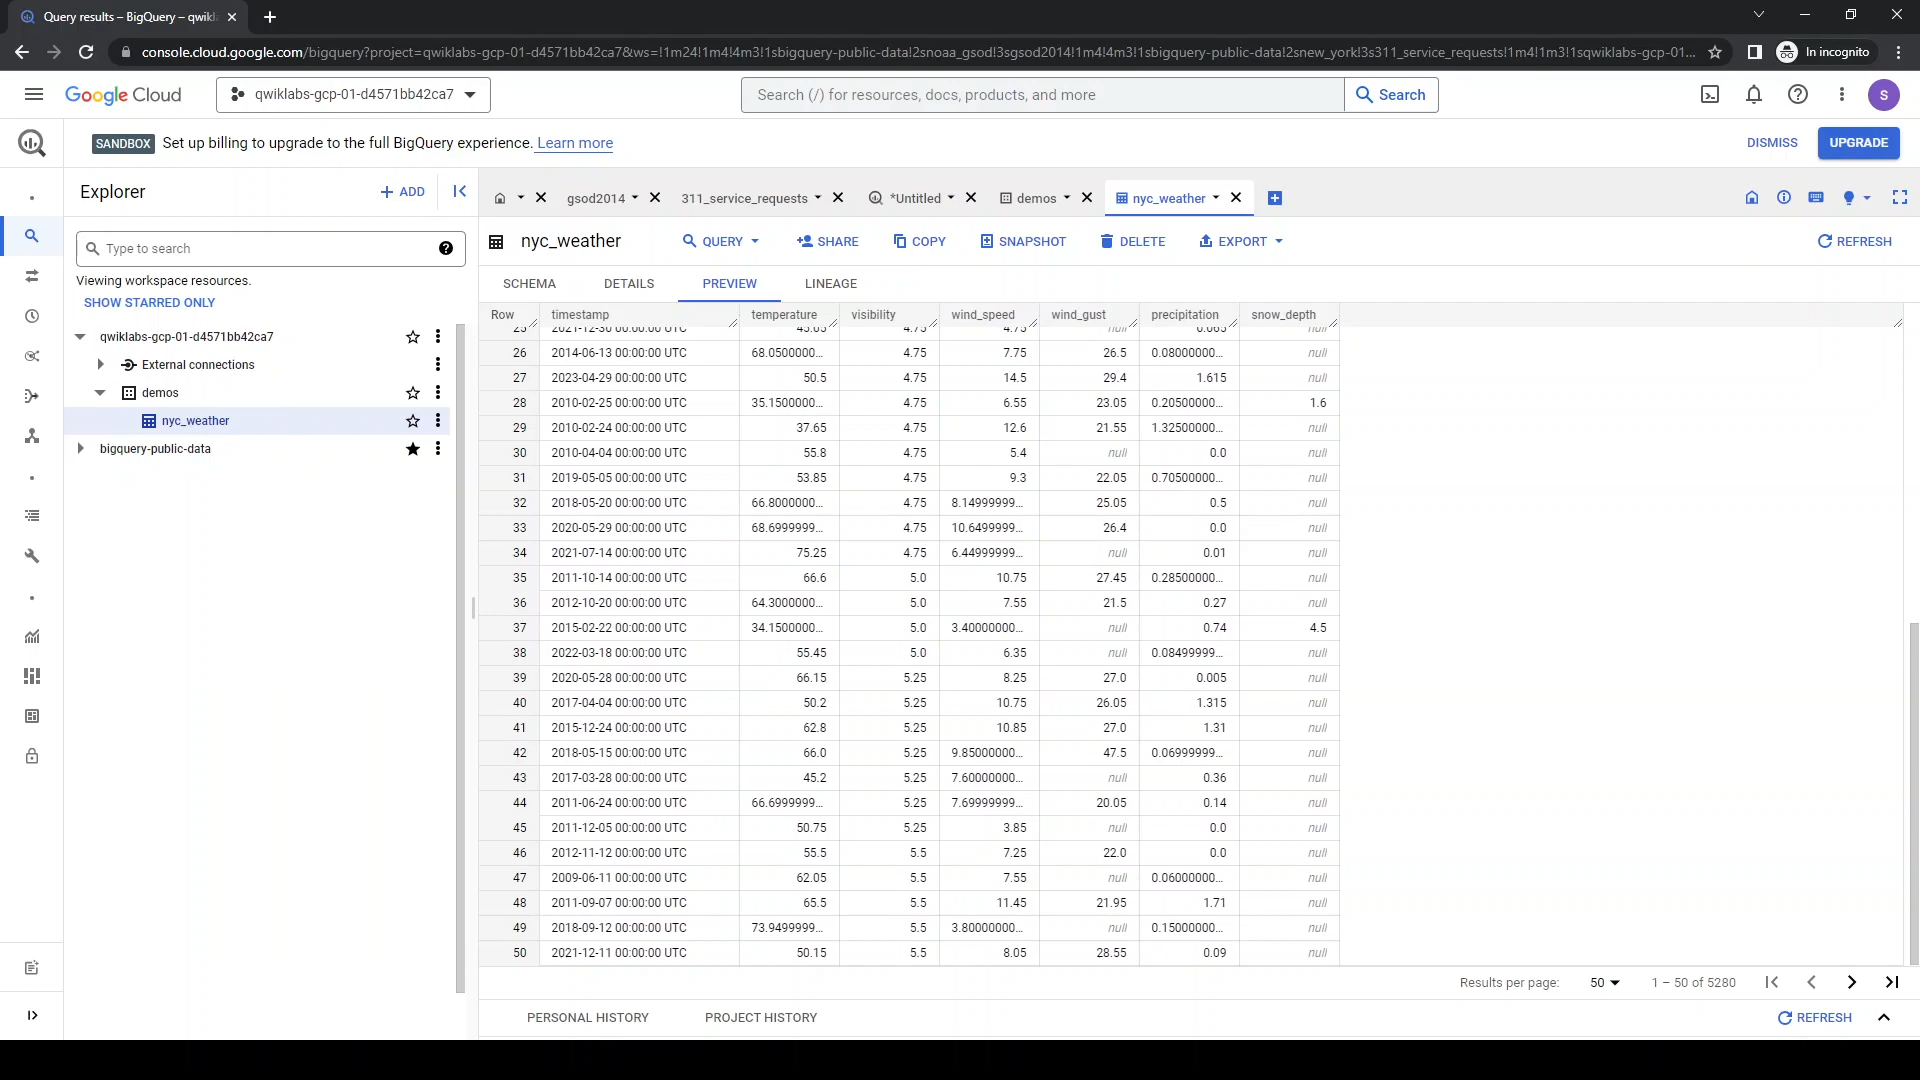 Query results – BigQuery – qwikl
console.cloud.google.com/bigquery?project=qwiklabs-gcp-01-d4571bb42ca7&ws=!1m24!1m4!4m3!1sbigquery-public-data!2snoaa_gsod!3sgsod2014!1m4!4m3!1sbigquery-public-data!2snew_york!3s311_service_requests!1m4!1m3!1sqwiklabs-gcp-01...
In incognito
Google Cloud
qwiklabs-gcp-01-d4571bb42ca7
Search (/) for resources, docs, products, and more
Search
S
SANDBOX Set up billing to upgrade to the full BigQuery experience. Learn more
DISMISS
UPGRADE
Explorer
+ ADD
gsod2014
311_service_requests
*Untitled
demos
nyc_weather
nyc_weather
QUERY
SHARE
COPY
SNAPSHOT
DELETE
EXPORT
REFRESH
Type to search
Viewing workspace resources.
SHOW STARRED ONLY
qwiklabs-gcp-01-d4571bb42ca7
External connections
demos
nyc_weather
bigquery-public-data
SCHEMA DETAILS PREVIEW LINEAGE
Row timestamp temperature visibility wind_speed wind_gust precipitation snow_depth
25 2021-12-30 00:00:00 UTC 45.05 4.75 4.75 null 0.065 null
26 2014-06-13 00:00:00 UTC 68.0500000... 4.75 7.75 26.5 0.08000000... null
27 2023-04-29 00:00:00 UTC 50.5 4.75 14.5 29.4 1.615 null
28 2010-02-25 00:00:00 UTC 35.1500000... 4.75 6.55 23.05 0.20500000... 1.6
29 2010-02-24 00:00:00 UTC 37.65 4.75 12.6 21.55 1.32500000... null
30 2010-04-04 00:00:00 UTC 55.8 4.75 5.4 null 0.0 null
31 2019-05-05 00:00:00 UTC 53.85 4.75 9.3 22.05 0.70500000... null
32 2018-05-20 00:00:00 UTC 66.8000000... 4.75 8.14999999... 25.05 0.5 null
33 2020-05-29 00:00:00 UTC 68.6999999... 4.75 10.6499999... 26.4 0.0 null
34 2021-07-14 00:00:00 UTC 75.25 4.75 6.44999999... null 0.01 null
35 2011-10-14 00:00:00 UTC 66.6 5.0 10.75 27.45 0.28500000... null
36 2012-10-20 00:00:00 UTC 64.3000000... 5.0 7.55 21.5 0.27 null
37 2015-02-22 00:00:00 UTC 34.1500000... 5.0 3.40000000... null 0.74 4.5
38 2022-03-18 00:00:00 UTC 55.45 5.0 6.35 null 0.08499999... null
39 2020-05-28 00:00:00 UTC 66.15 5.25 8.25 27.0 0.005 null
40 2017-04-04 00:00:00 UTC 50.2 5.25 10.75 26.05 1.315 null
41 2015-12-24 00:00:00 UTC 62.8 5.25 10.85 27.0 1.31 null
42 2018-05-15 00:00:00 UTC 66.0 5.25 9.85000000... 47.5 0.06999999... null
43 2017-03-28 00:00:00 UTC 45.2 5.25 7.60000000... null 0.36 null
44 2011-06-24 00:00:00 UTC 66.6999999... 5.25 7.69999999... 20.05 0.14 null
45 2011-12-05 00:00:00 UTC 50.75 5.25 3.85 null 0.0 null
46 2012-11-12 00:00:00 UTC 55.5 5.5 7.25 22.0 0.0 null
47 2009-06-11 00:00:00 UTC 62.05 5.5 7.55 null 0.06000000... null
48 2011-09-07 00:00:00 UTC 65.5 5.5 11.45 21.95 1.71 null
49 2018-09-12 00:00:00 UTC 73.9499999... 5.5 3.80000000... null 0.15000000... null
50 2021-12-11 00:00:00 UTC 50.15 5.5 8.05 28.55 0.09 null
Results per page: 50 1 – 50 of 5280
PERSONAL HISTORY PROJECT HISTORY
REFRESH